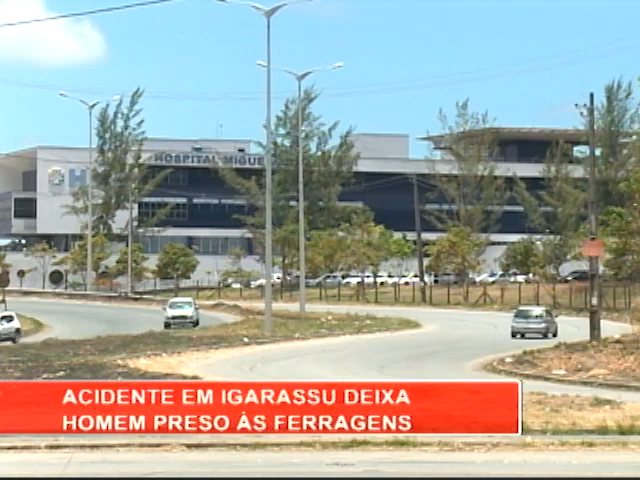 HOSPITAL MIGUE
H
ACIDENTE EM IGARASSU DEIXA
HOMEM PRESO ÀS FERRAGENS